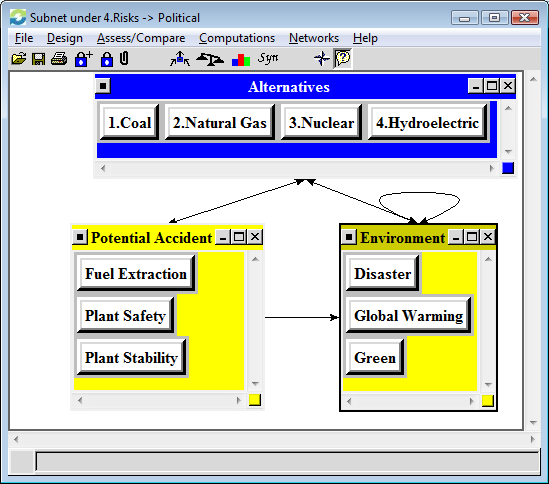 Subnet under 4.Risks -> Political
File Design Assess/Compare Computations Networks Help
Syn
Alternatives
1.Coal 2.Natural Gas 3.Nuclear 4.Hydroelectric
Potential Accident
Fuel Extraction
Plant Safety
Plant Stability
Environment
Disaster
Global Warming
Green